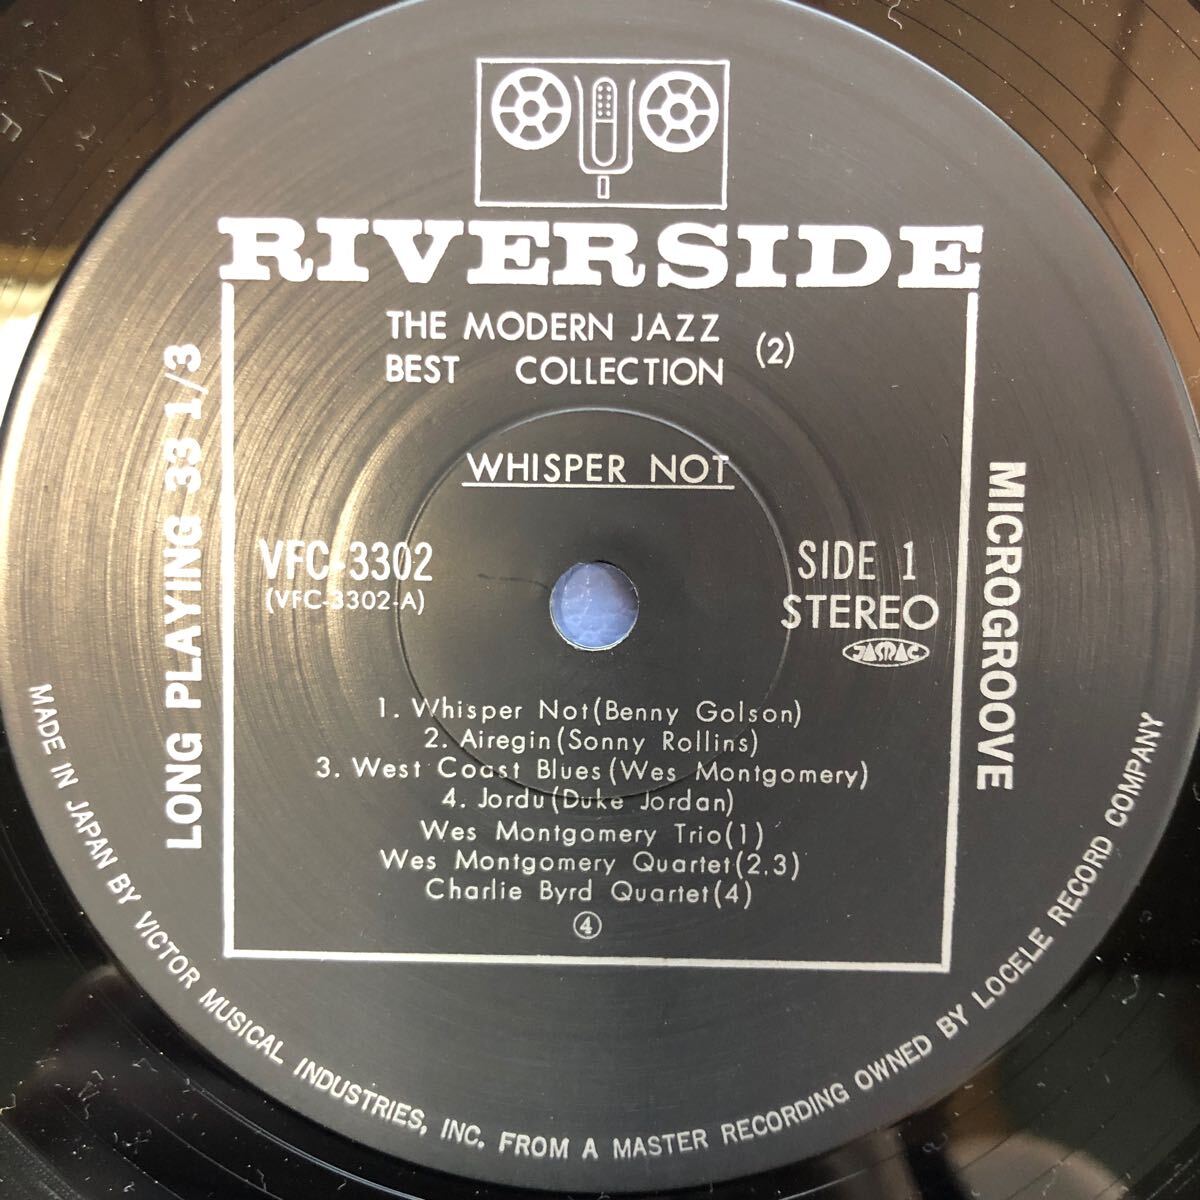 RIVERSIDE
THE MODERN JAZZ
BEST COLLECTION (2)
WHISPER NOT
VFC-3302
(VFC-3302-A)
SIDE 1
STEREO
JASRAC
LONG PLAYING 33 1/3
MICROGROOVE
1. Whisper Not(Benny Golson)
2. Airegin(Sonny Rollins)
3. West Coast Blues(Wes Montgomery)
4. Jordu(Duke Jordan)
Wes Montgomery Trio(1)
Wes Montgomery Quartet(2.3)
Charlie Byrd Quartet(4)
④
MADE IN JAPAN BY VICTOR MUSICAL INDUSTRIES, INC. FROM A MASTER RECORDING OWNED BY LOCELE RECORD COMPANY